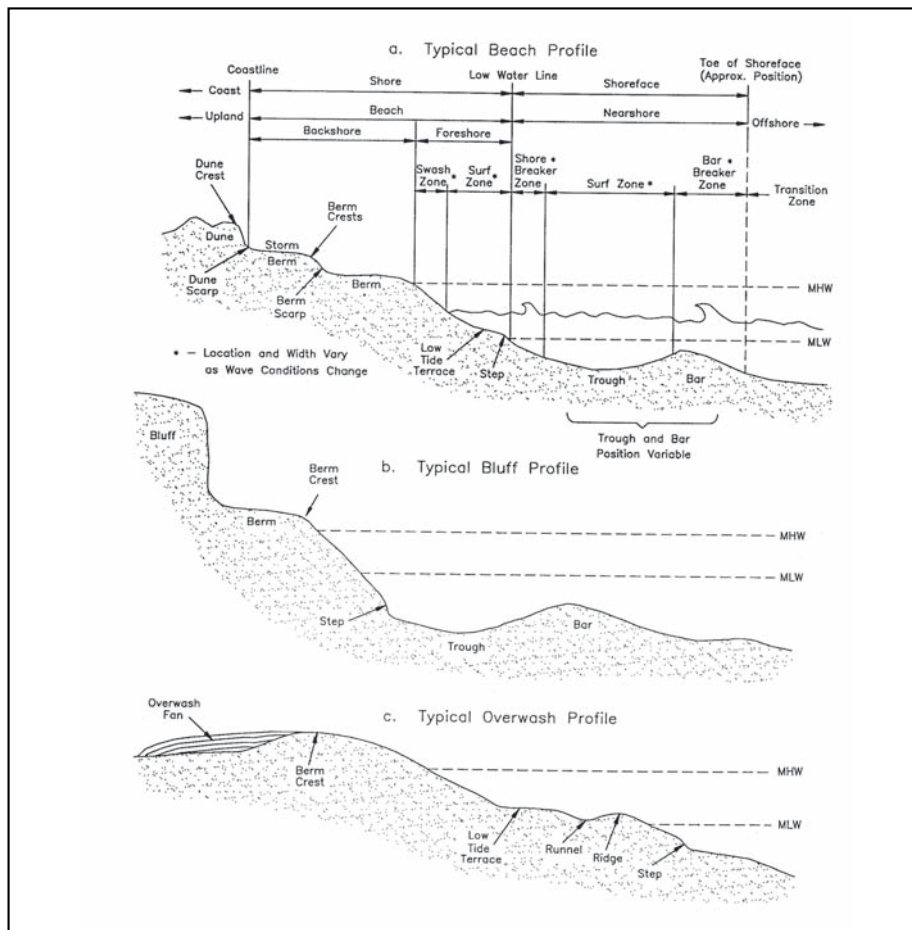 a. Typical Beach Profile
Coastline
Low Water Line
Toe of Shoreface
(Approx. Position)
Coast
Shore
Shoreface
Upland
Beach
Nearshore
Offshore
Backshore
Foreshore
Swash
Zone*
Surf
Zone*
Shore *
Breaker
Zone
Surf Zone *
Bar *
Breaker
Zone
Transition
Zone
Dune
Crest
Berm
Crests
Dune
Storm
Berm
Dune
Scarp
Berm
Scarp
Berm
MHW
MLW
* – Location and Width Vary
as Wave Conditions Change
Low
Tide
Terrace
Step
Trough
Bar
Trough and Bar
Position Variable
b. Typical Bluff Profile
Bluff
Berm
Crest
Berm
MHW
MLW
Step
Trough
Bar
c. Typical Overwash Profile
Overwash
Fan
Berm
Crest
MHW
MLW
Low
Tide
Terrace
Runnel
Ridge
Step